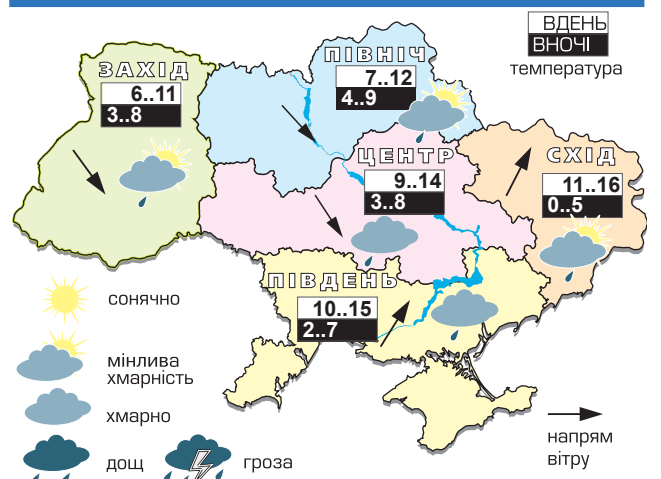 ВДЕНЬ
ВНОЧІ
температура
ПІВНІЧ
7..12
4..9
ЗАХІД
6..11
3..8
ЦЕНТР
9..14
3..8
СХІД
11..16
0..5
ПІВДЕНЬ
10..15
2..7
сонячно
мінлива
хмарність
хмарно
дощ
гроза
напрям
вітру